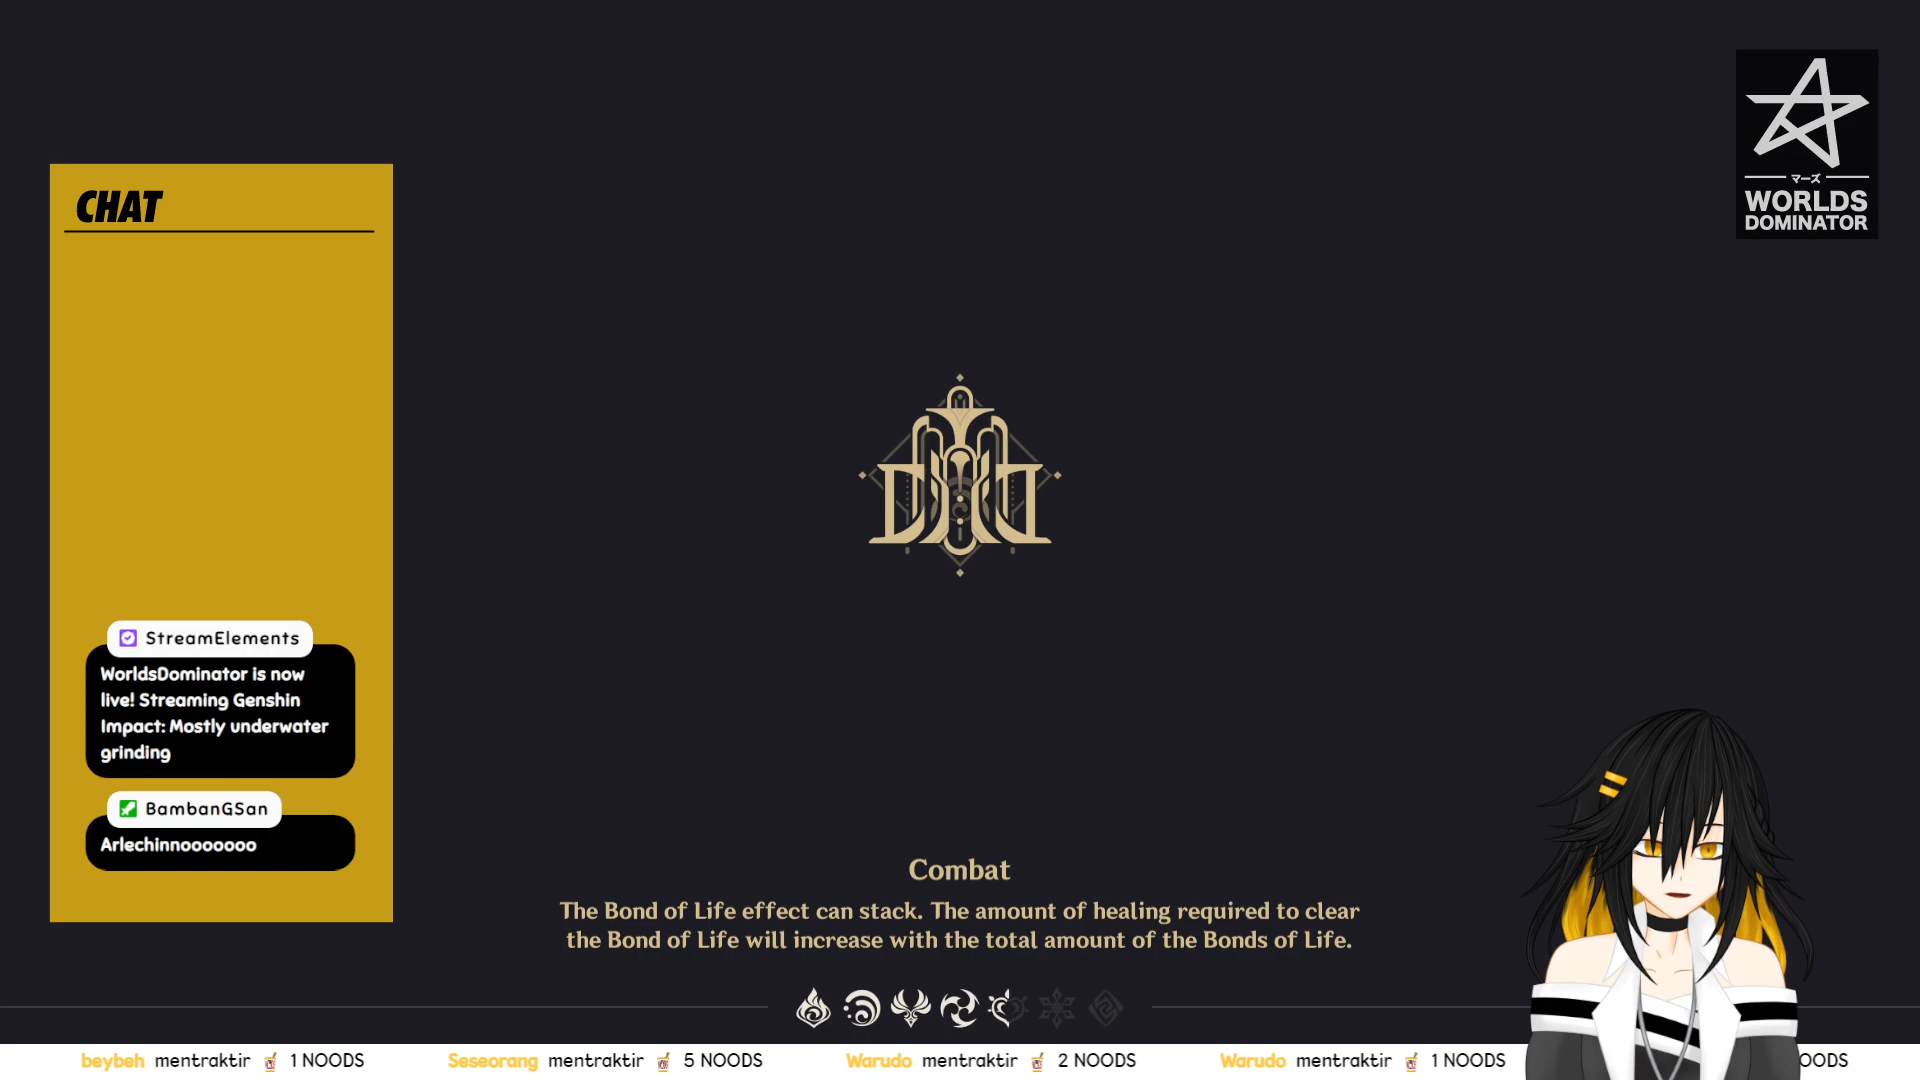 マーズ
WORLDS
DOMINATOR
CHAT
StreamElements
WorldsDominator is now
live! Streaming Genshin
Impact: Mostly underwater
grinding
BambanGSan
Arlechinnooooooo
Combat
The Bond of Life effect can stack. The amount of healing required to clear
the Bond of Life will increase with the total amount of the Bonds of Life.
beybeh mentraktir 1 NOODS Seseorang mentraktir 5 NOODS Warudo mentraktir 2 NOODS Warudo mentraktir 1 NOODS OODS